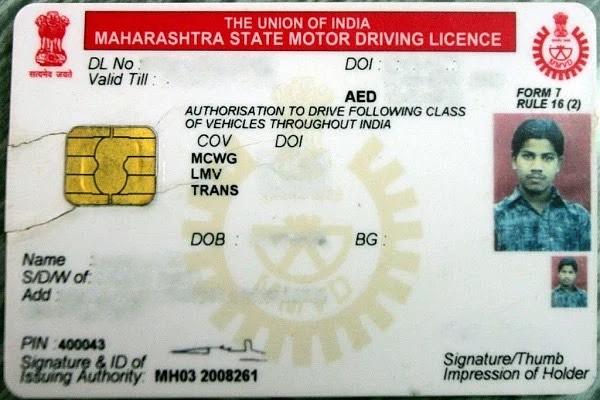 THE UNION OF INDIA
MAHARASHTRA STATE MOTOR DRIVING LICENCE
सत्यमेव जयते
MMVD
DL No :
DOI :
Valid Till :
AED
FORM 7
RULE 16 (2)
AUTHORISATION TO DRIVE FOLLOWING CLASS
OF VEHICLES THROUGHOUT INDIA
COV DOI
MCWG
LMV
TRANS
DOB : BG :
MMVD
Name :
S/D/W of:
Add :
PIN : 400043
Signature & ID of
Issuing Authority: MH03 2008261
Signature/Thumb
Impression of Holder